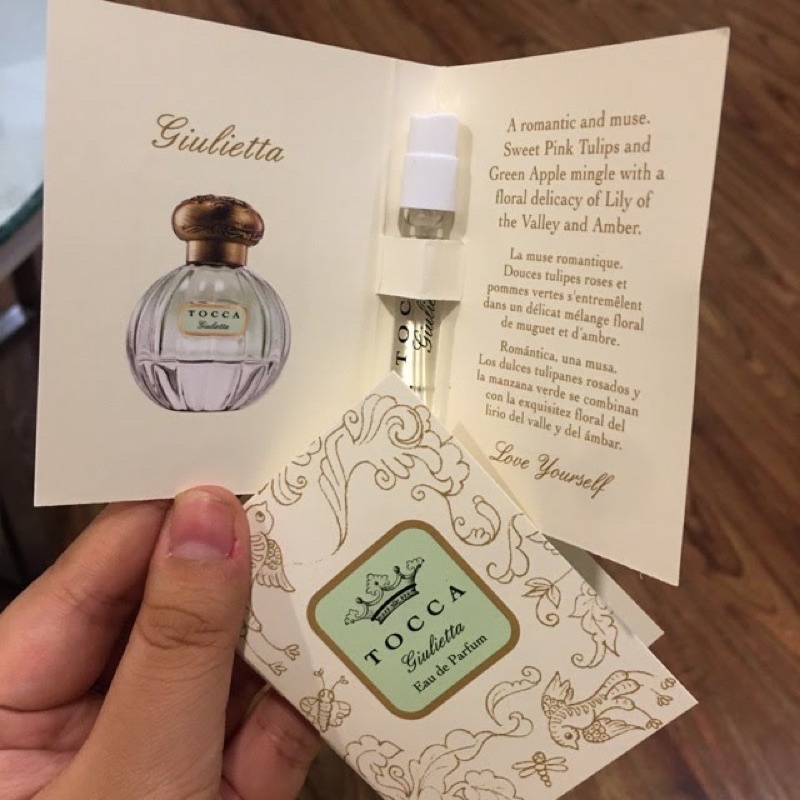 Giulietta
TOCCA
Giulietta
TOC
Giulie
A romantic and muse.
Sweet Pink Tulips and
Green Apple mingle with a
floral delicacy of Lily of
the Valley and Amber.
La muse romantique.
Douces tulipes roses et
pommes vertes s'entremêlent
dans un délicat mélange floral
de muguet et d'ambre.
Romántica, una musa.
Los dulces tulipanes rosados y
la manzana verde se combinan
con la exquisitez floral del
lirio del valle y del ámbar.
Love Yourself
TOCCA
Giulietta
Eau de Parfum